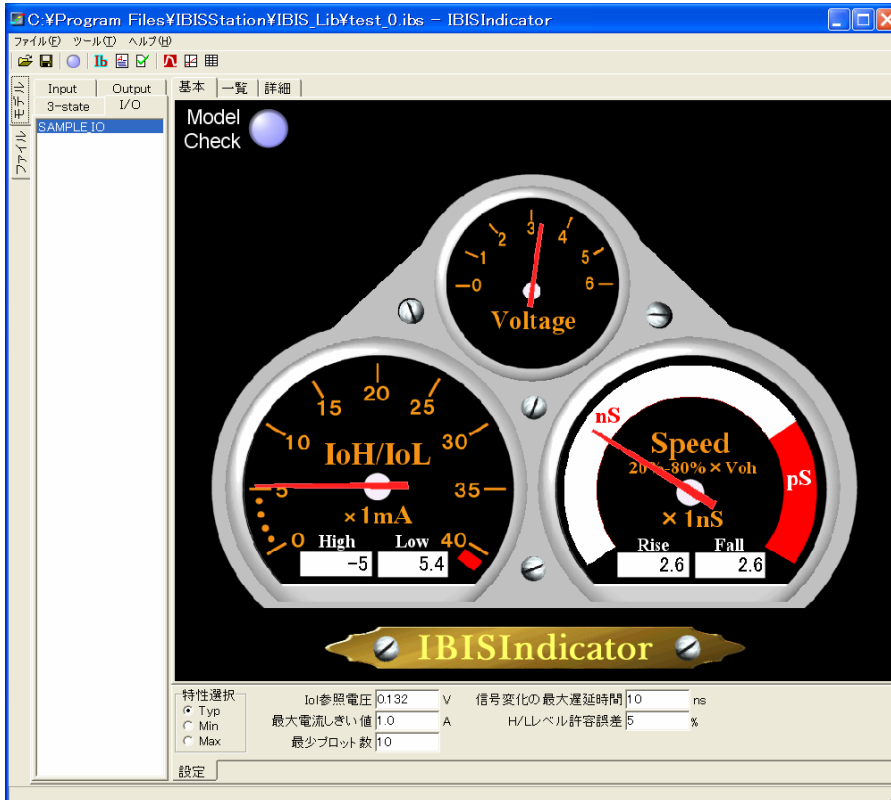 C:¥Program Files¥IBISStation¥IBIS_Lib¥test_0.ibs - IBISIndicator
ファイル(F) ツール(T) ヘルプ(H)
Ib
モデル
ファイル
Input Output
3-state I/O
SAMPLE_IO
基本 一覧 詳細
Model
Check
0 1 2 3 4 5 6
Voltage
0 5 10 15 20 25 30 35 40
IoH/IoL
×1mA
High Low
-5 5.4
nS
pS
Speed
20%-80%×Voh
×1nS
Rise Fall
2.6 2.6
IBISIndicator
特性選択
Typ
Min
Max
Iol参照電圧 0.132 V
最大電流しきい値 1.0 A
最少プロット数 10
信号変化の最大遅延時間 10 ns
H/Lレベル許容誤差 5 %
設定